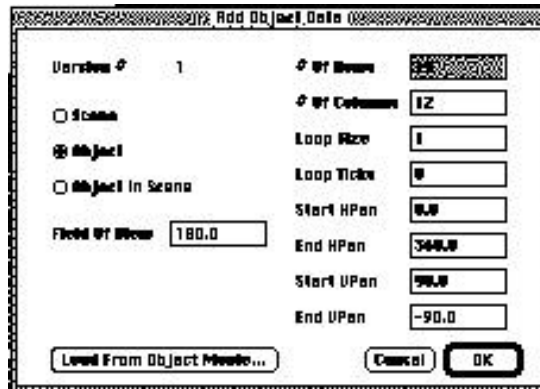 Add Object Data
Version # 1
Scene
Object
Object in Scene
Field Of View 180.0
# Of Rows
# Of Columns 12
Loop Size 1
Loop Ticks 0
Start HPan 0.0
End HPan 360.0
Start VPan 90.0
End VPan -90.0
Load From Object Movie...
Cancel
OK